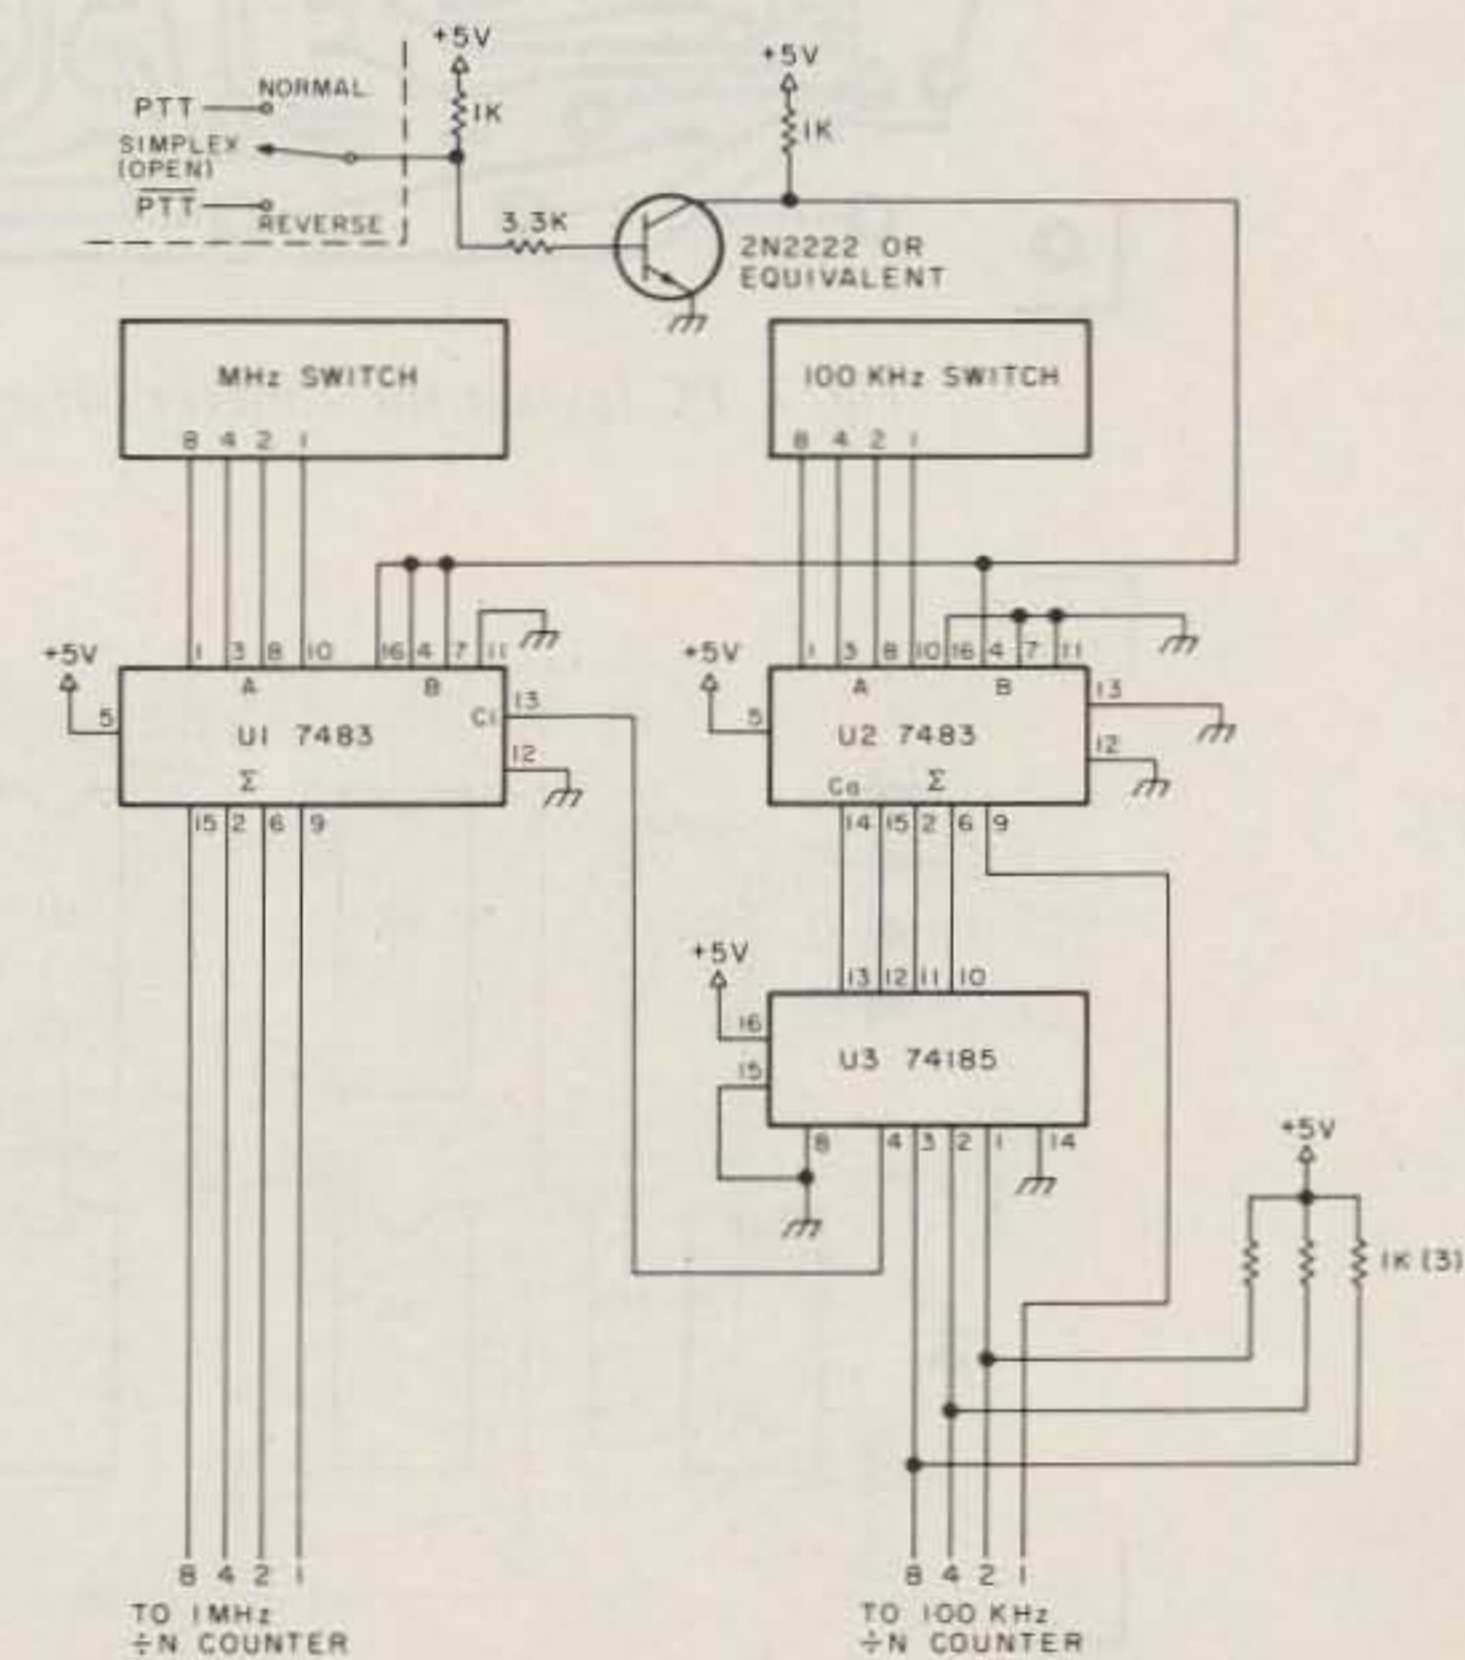 +5V
+5V
PTT NORMAL
1K
1K
SIMPLEX
(OPEN)
PTT
REVERSE
3.3K
2N2222 OR
EQUIVALENT
MHz SWITCH
8 4 2 1
100 KHz SWITCH
8 4 2 1
+5V
1 3 8 10 16 4 7 11
A B
5
U1 7483
Ci
13
12
Σ
15 2 6 9
+5V
1 3 8 10 16 4 7 11
A B
5
U2 7483
13
12
Co Σ
14 15 2 6 9
+5V
13 12 11 10
16
15
U3 74185
8 4 3 2 1 14
+5V
1K (3)
8 4 2 1
TO 1 MHz
÷N COUNTER
8 4 2 1
TO 100 KHz
÷N COUNTER